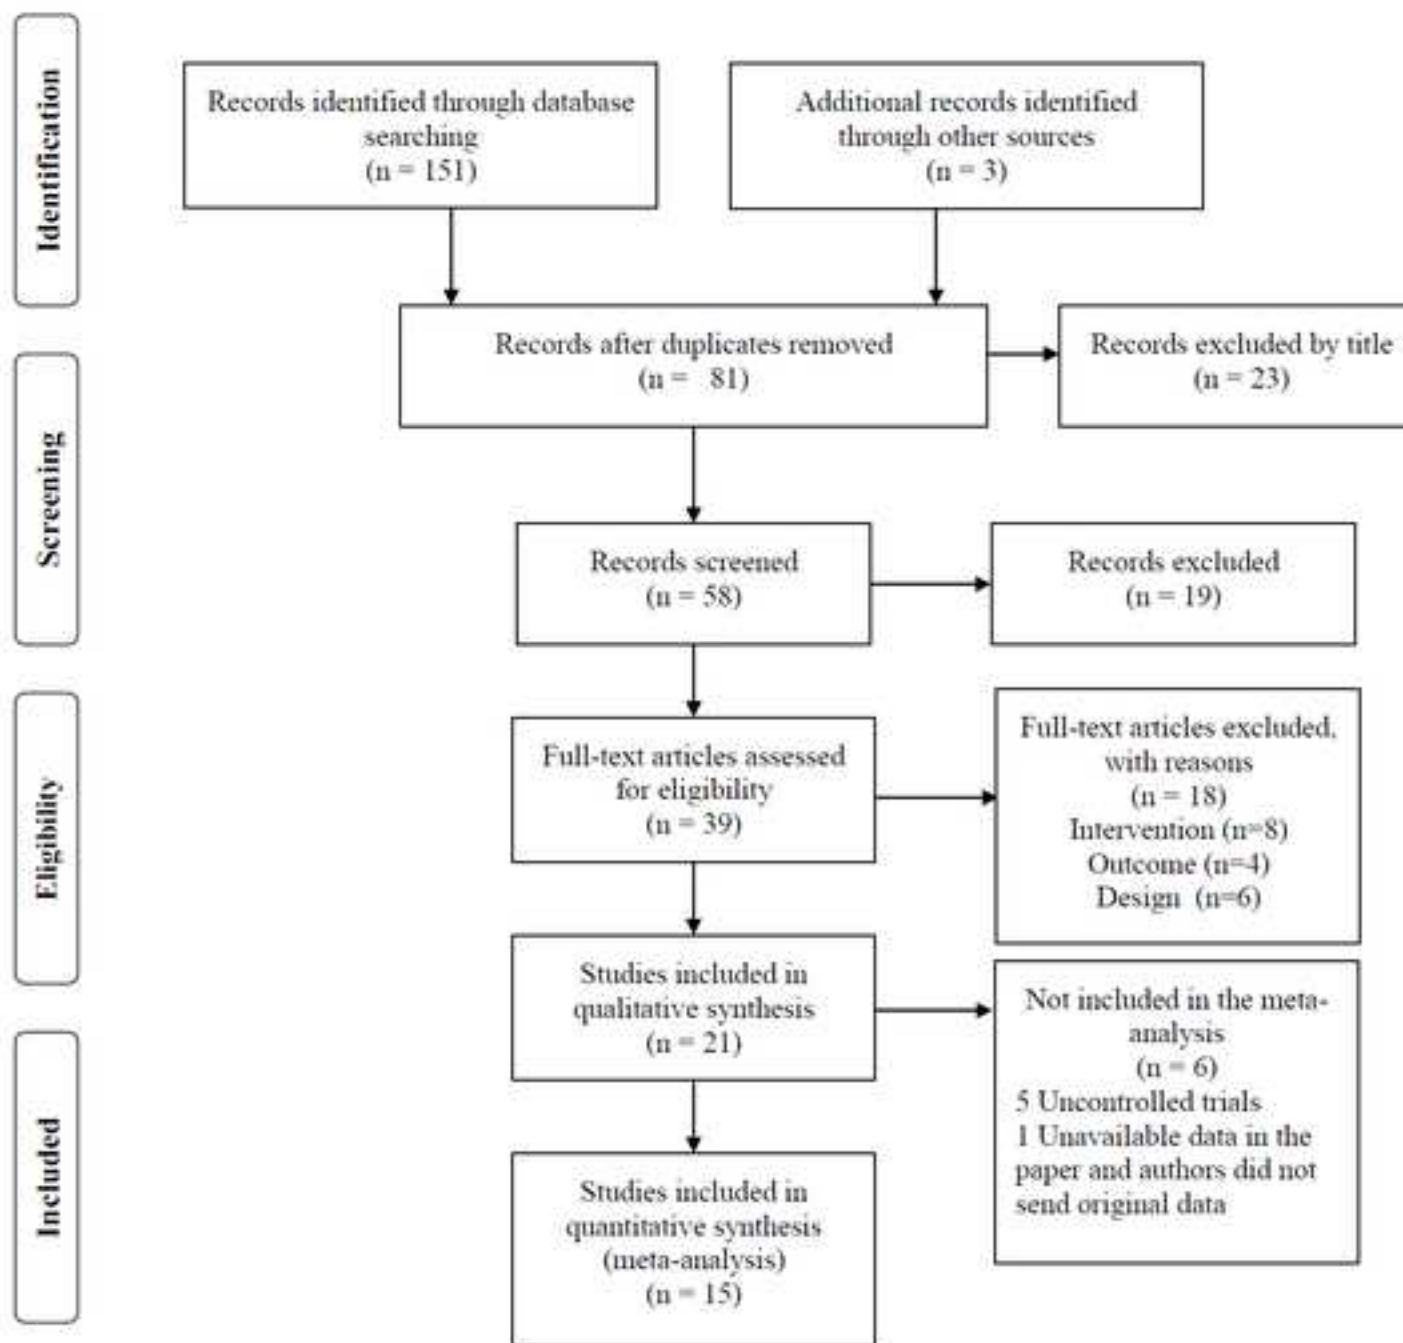 Identification
Records identified through database
searching
(n = 151)
Additional records identified
through other sources
(n = 3)
Records after duplicates removed
(n = 81)
Records excluded by title
(n = 23)
Screening
Records screened
(n = 58)
Records excluded
(n = 19)
Eligibility
Full-text articles assessed
for eligibility
(n = 39)
Full-text articles excluded,
with reasons
(n = 18)
Intervention (n=8)
Outcome (n=4)
Design (n=6)
Studies included in
qualitative synthesis
(n = 21)
Not included in the meta-
analysis
(n = 6)
5 Uncontrolled trials
1 Unavailable data in the
paper and authors did not
send original data
Included
Studies included in
quantitative synthesis
(meta-analysis)
(n = 15)